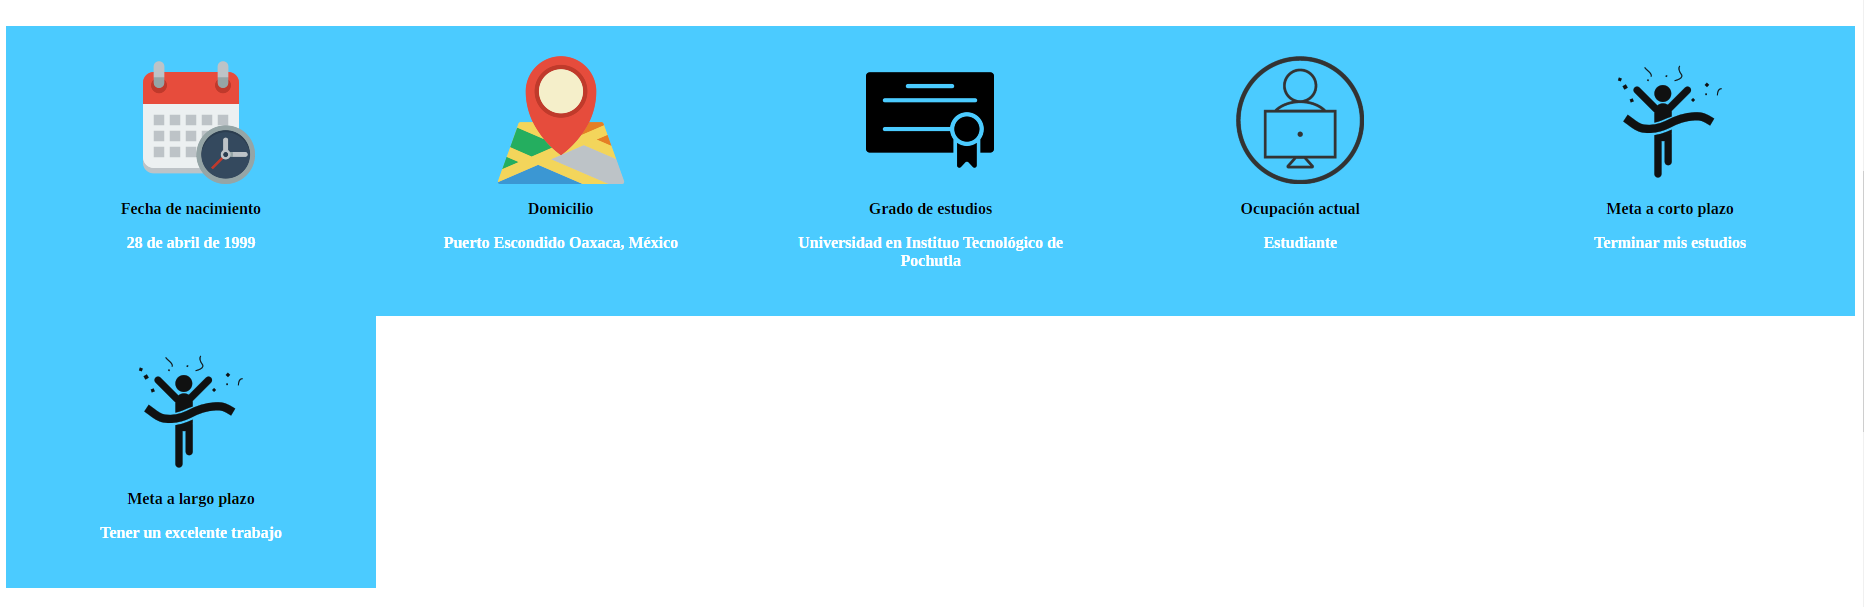 Fecha de nacimiento
28 de abril de 1999
Domicilio
Puerto Escondido Oaxaca, México
Grado de estudios
Universidad en Instituo Tecnológico de
Pochutla
Ocupación actual
Estudiante
Meta a corto plazo
Terminar mis estudios
Meta a largo plazo
Tener un excelente trabajo